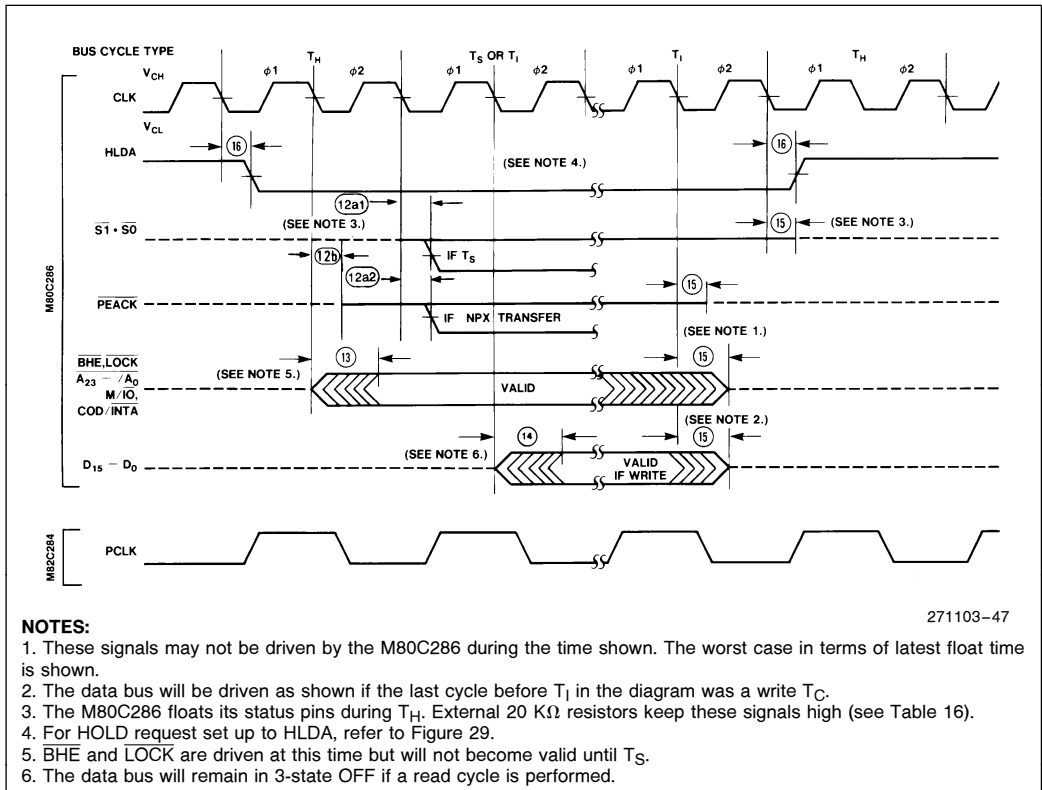 BUS CYCLE TYPE
T_H
T_S OR T_I
T_I
T_H
φ1
φ2
φ1
φ2
φ1
φ2
φ1
φ2
V_CH
CLK
V_CL
HLDA
16
(SEE NOTE 4.)
16
12a1
(SEE NOTE 3.)
15
(SEE NOTE 3.)
S1 • S0
12b
IF T_S
12a2
15
PEACK
IF NPX TRANSFER
(SEE NOTE 1.)
13
15
BHE, LOCK
(SEE NOTE 5.)
A23 – /A0
M/IO,
VALID
COD/INTA
(SEE NOTE 2.)
14
15
(SEE NOTE 6.)
D15 – D0
VALID
IF WRITE
M80C286
PCLK
M82C284
271103–47
NOTES:
1. These signals may not be driven by the M80C286 during the time shown. The worst case in terms of latest float time
is shown.
2. The data bus will be driven as shown if the last cycle before T_I in the diagram was a write T_C.
3. The M80C286 floats its status pins during T_H. External 20 KΩ resistors keep these signals high (see Table 16).
4. For HOLD request set up to HLDA, refer to Figure 29.
5. BHE and LOCK are driven at this time but will not become valid until T_S.
6. The data bus will remain in 3-state OFF if a read cycle is performed.